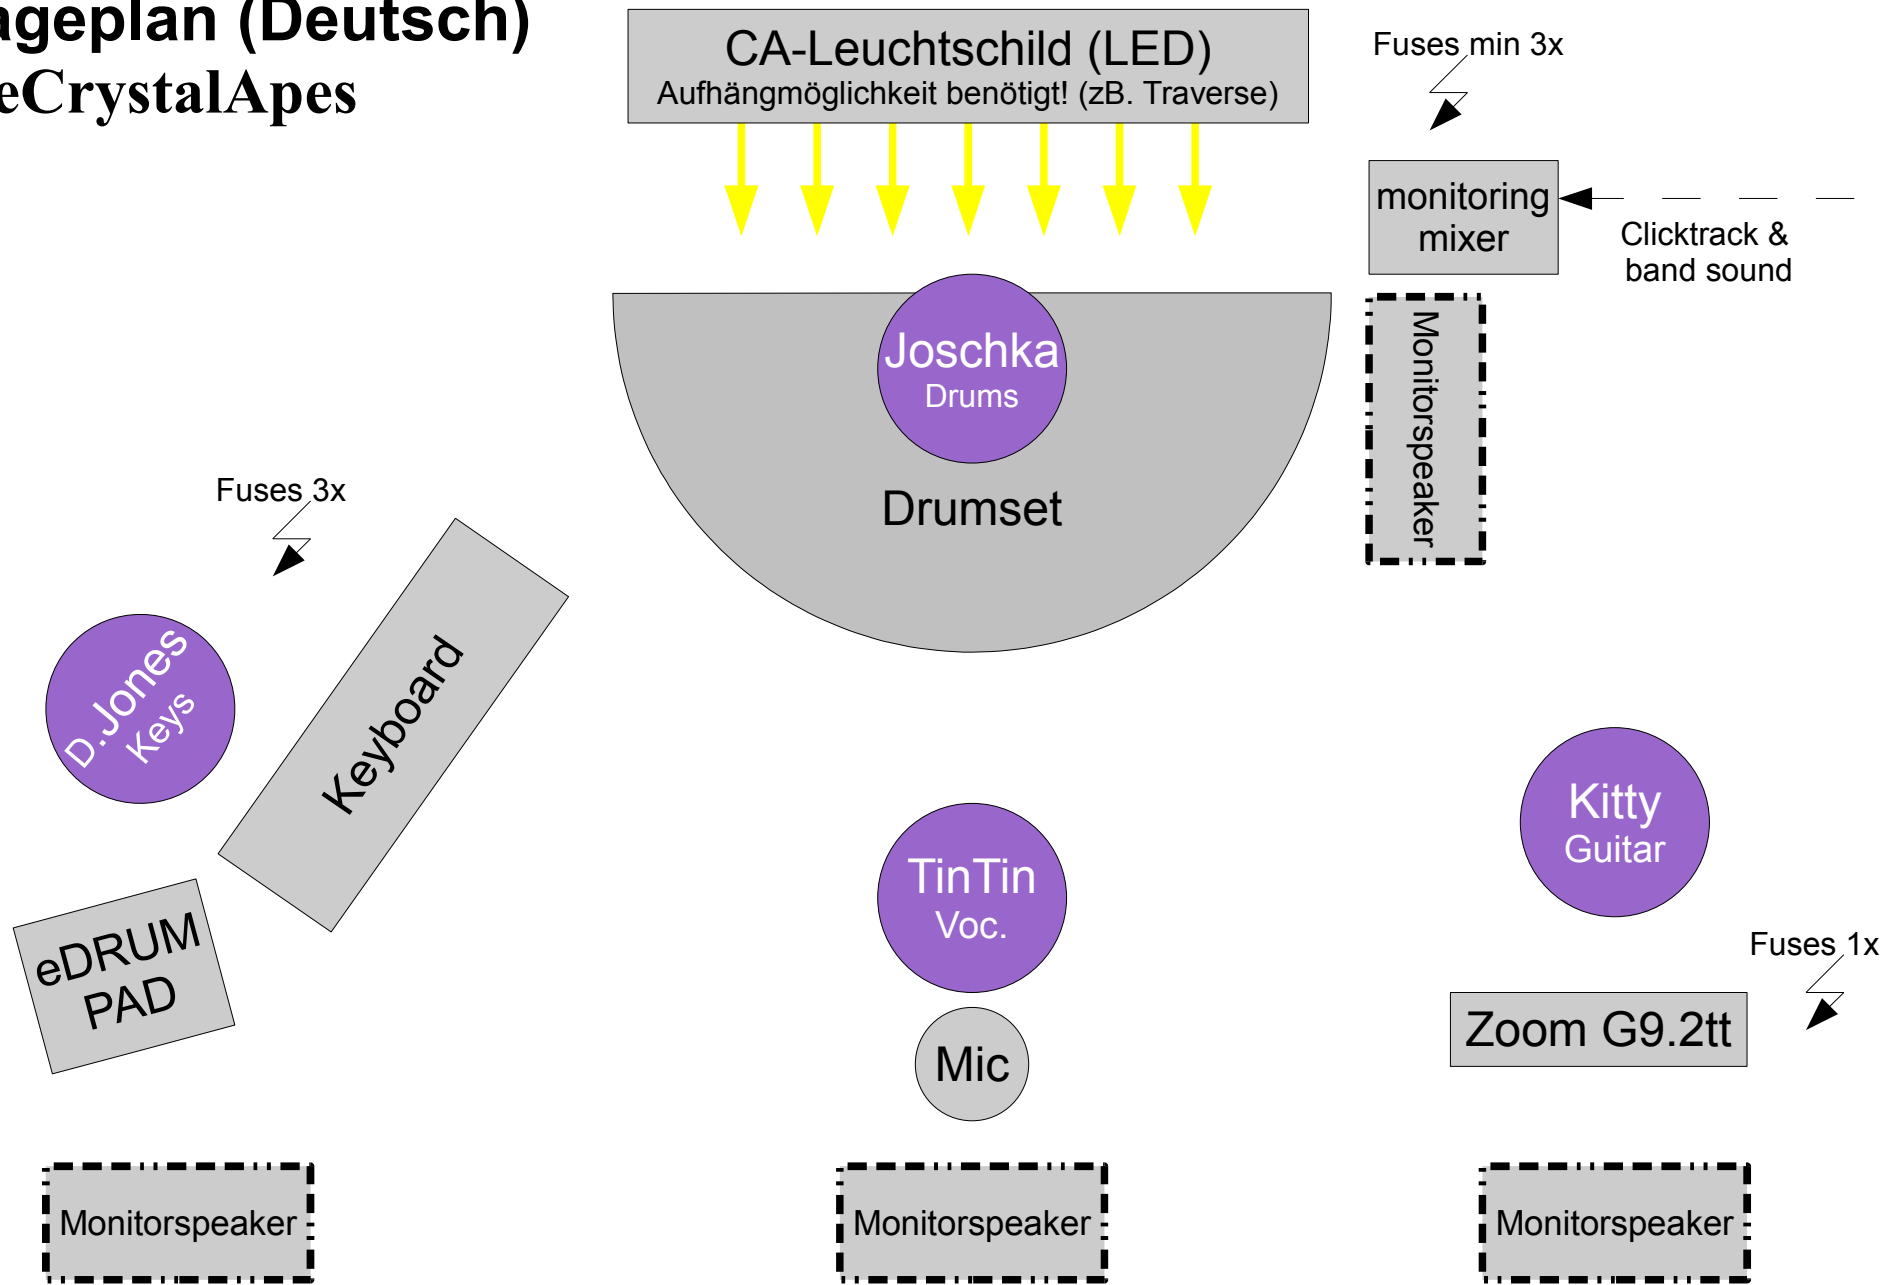 ageplan (Deutsch)
eCrystalApes
CA-Leuchtschild (LED)
Aufhängmöglichkeit benötigt! (zB. Traverse)
Fuses min 3x
monitoring
mixer
Clicktrack &
band sound
Joschka
Drums
Drumset
Monitorspeaker
Fuses 3x
D.Jones
Keys
Keyboard
eDRUM
PAD
TinTin
Voc.
Mic
Kitty
Guitar
Fuses 1x
Zoom G9.2tt
Monitorspeaker
Monitorspeaker
Monitorspeaker